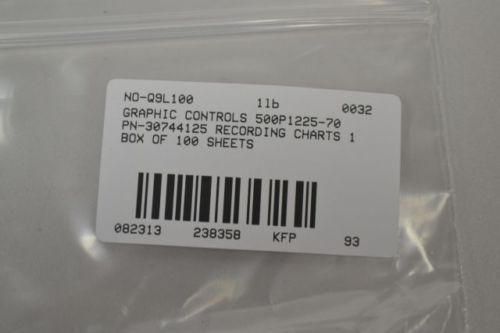 NO-Q9L100 1lb 0032
GRAPHIC CONTROLS 500P1225-70
PN-30744125 RECORDING CHARTS 1
BOX OF 100 SHEETS
082313 238358 KFP 93